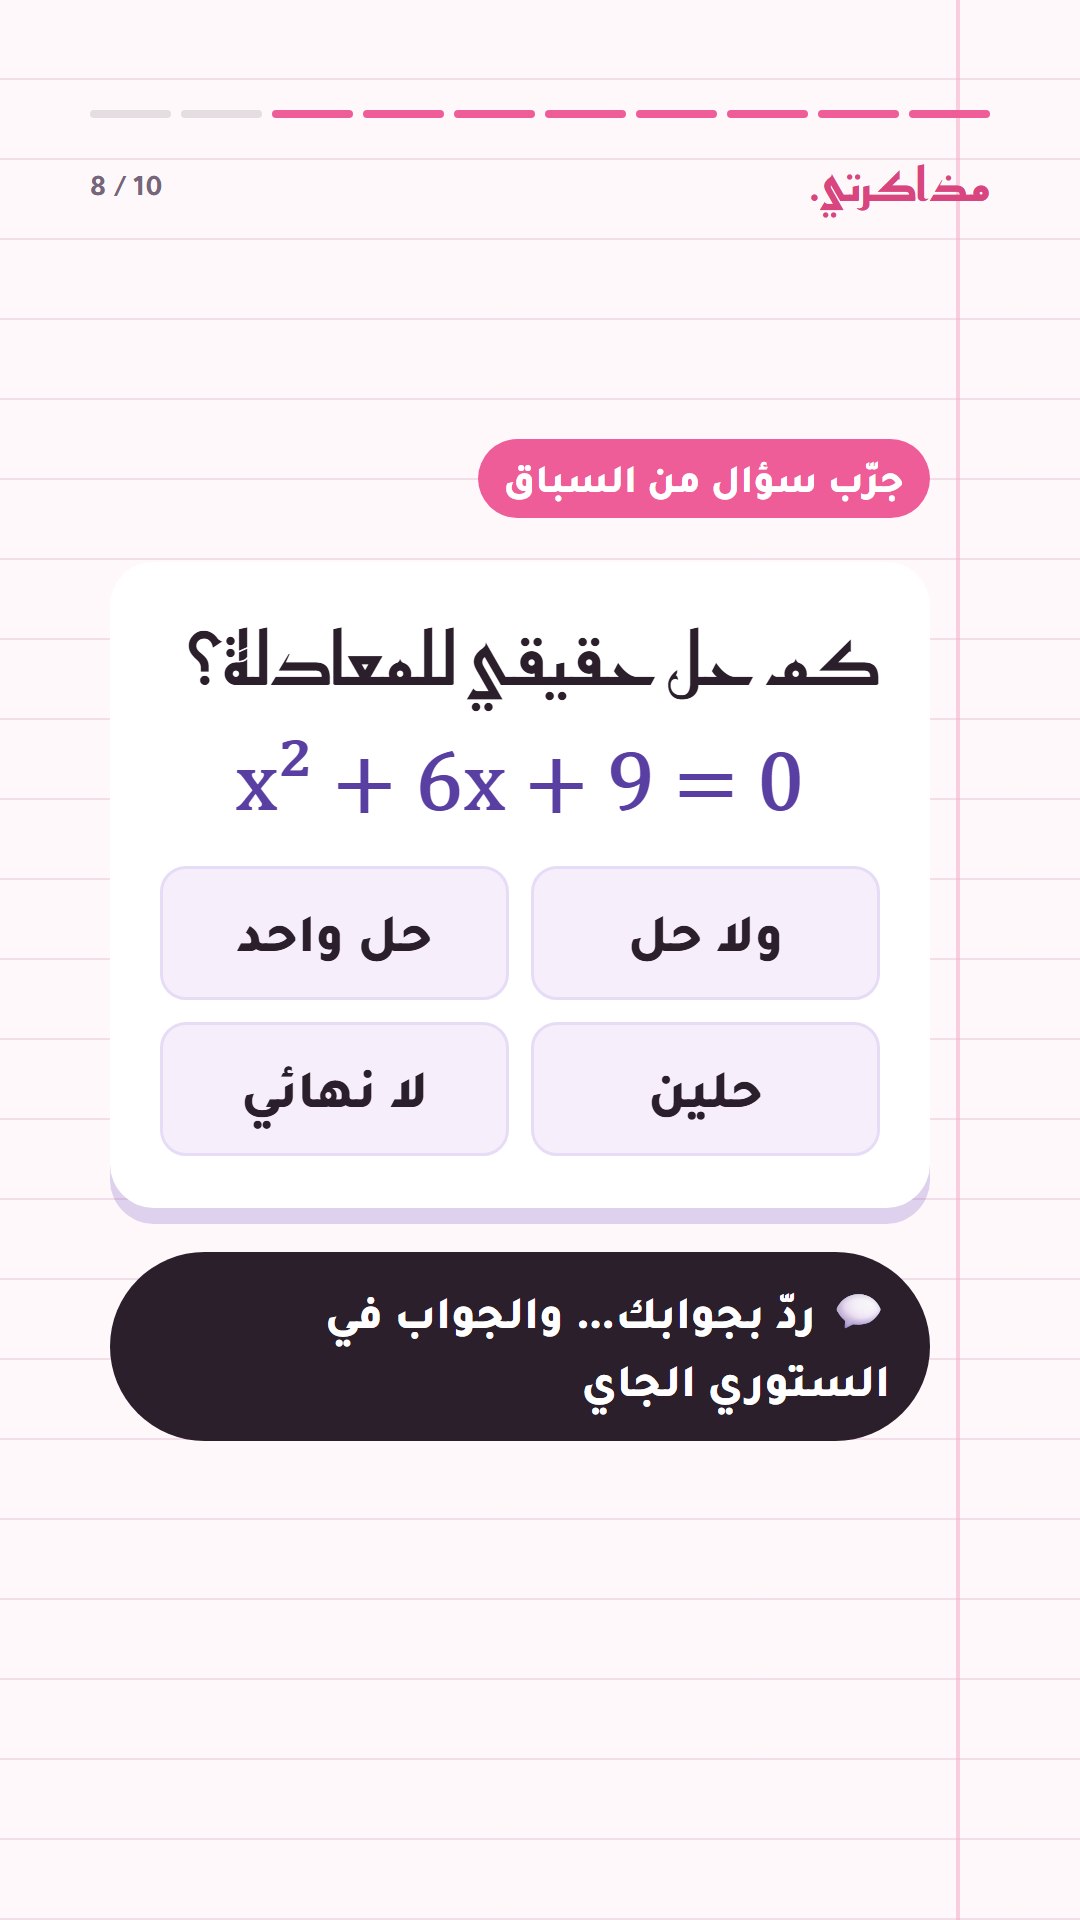 مذاكرتي.
8 / 10
جرّب سؤال من السباق
كم حل حقيقي للمعادلة؟
x² + 6x + 9 = 0
ولا حل
حل واحد
حلين
لا نهائي
💬 ردّ بجوابك... والجواب في
الستوري الجاي